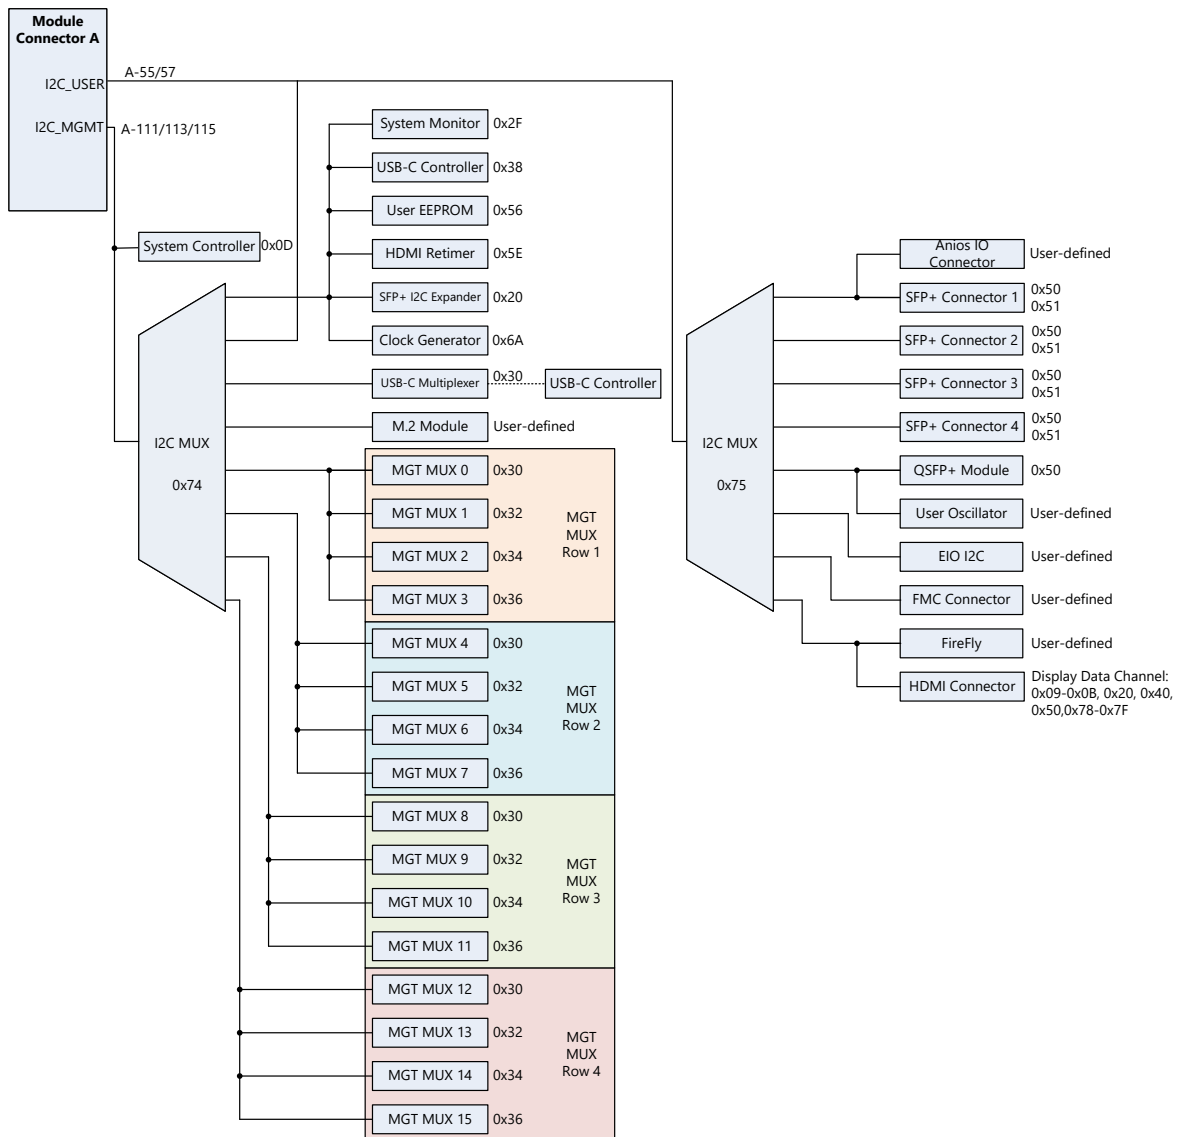 Module
Connector A
I2C_USER
A-55/57
I2C_MGMT
A-111/113/115
System Controller
0x0D
I2C MUX
0x74
System Monitor
0x2F
USB-C Controller
0x38
User EEPROM
0x56
HDMI Retimer
0x5E
SFP+ I2C Expander
0x20
Clock Generator
0x6A
USB-C Multiplexer
0x30
USB-C Controller
M.2 Module
User-defined
MGT MUX 0
0x30
MGT MUX 1
0x32
MGT MUX 2
0x34
MGT MUX 3
0x36
MGT
MUX
Row 1
MGT MUX 4
0x30
MGT MUX 5
0x32
MGT MUX 6
0x34
MGT MUX 7
0x36
MGT
MUX
Row 2
MGT MUX 8
0x30
MGT MUX 9
0x32
MGT MUX 10
0x34
MGT MUX 11
0x36
MGT
MUX
Row 3
MGT MUX 12
0x30
MGT MUX 13
0x32
MGT MUX 14
0x34
MGT MUX 15
0x36
MGT
MUX
Row 4
I2C MUX
0x75
Anios IO
Connector
User-defined
SFP+ Connector 1
0x50
0x51
SFP+ Connector 2
0x50
0x51
SFP+ Connector 3
0x50
0x51
SFP+ Connector 4
0x50
0x51
QSFP+ Module
0x50
User Oscillator
User-defined
EIO I2C
User-defined
FMC Connector
User-defined
FireFly
User-defined
HDMI Connector
Display Data Channel:
0x09-0x0B, 0x20, 0x40,
0x50,0x78-0x7F